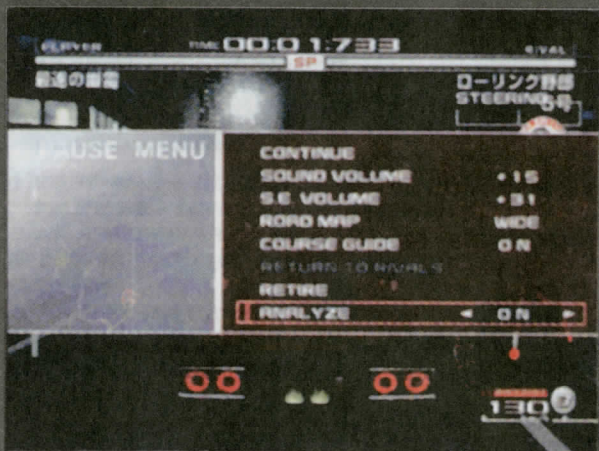 PLAYER TIME 00:01:733 RIVAL
SP
最速の
ローリング野郎
5号
STEERING
PAUSE MENU
CONTINUE
SOUND VOLUME +15
S.E. VOLUME +31
ROAD MAP WIDE
COURSE GUIDE ON
RETURN TO RIVALS
RETIRE
ANALYZE ON
130